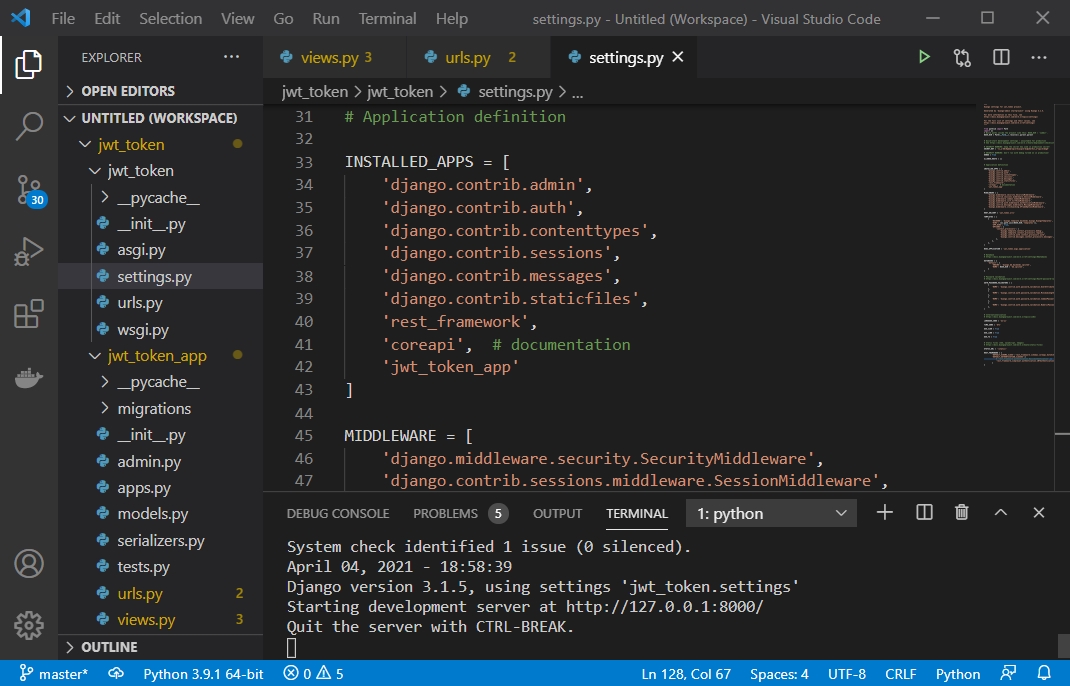 File Edit Selection View Go Run Terminal Help settings.py - Untitled (Workspace) - Visual Studio Code
EXPLORER ···
views.py 3 urls.py 2 settings.py
jwt_token > jwt_token > settings.py > ...
OPEN EDITORS
UNTITLED (WORKSPACE)
jwt_token
jwt_token
__pycache__
__init__.py
asgi.py
settings.py
urls.py
wsgi.py
jwt_token_app
__pycache__
migrations
__init__.py
admin.py
apps.py
models.py
serializers.py
tests.py
urls.py 2
views.py 3
OUTLINE
30
31 # Application definition
32
33 INSTALLED_APPS = [
34 'django.contrib.admin',
35 'django.contrib.auth',
36 'django.contrib.contenttypes',
37 'django.contrib.sessions',
38 'django.contrib.messages',
39 'django.contrib.staticfiles',
40 'rest_framework',
41 'coreapi', # documentation
42 'jwt_token_app'
43 ]
44
45 MIDDLEWARE = [
46 'django.middleware.security.SecurityMiddleware',
47 'django.contrib.sessions.middleware.SessionMiddleware',
DEBUG CONSOLE PROBLEMS 5 OUTPUT TERMINAL 1: python
System check identified 1 issue (0 silenced).
April 04, 2021 - 18:58:39
Django version 3.1.5, using settings 'jwt_token.settings'
Starting development server at http://127.0.0.1:8000/
Quit the server with CTRL-BREAK.
master* Python 3.9.1 64-bit 0 5 Ln 128, Col 67 Spaces: 4 UTF-8 CRLF Python